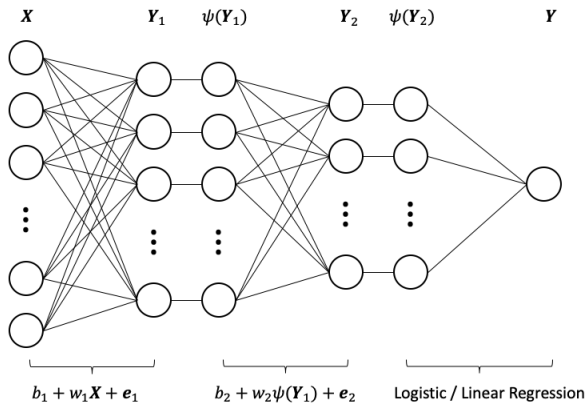 X Y₁ ψ(Y₁) Y₂ ψ(Y₂) Y
b₁ + w₁X + e₁ b₂ + w₂ψ(Y₁) + e₂ Logistic / Linear Regression